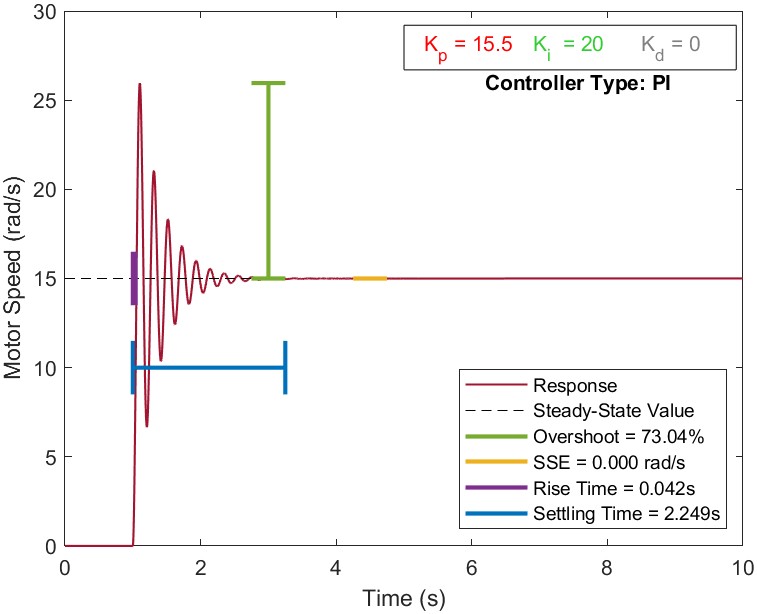 30
25
20
15
10
5
0
Motor Speed (rad/s)
Kp = 15.5 Ki = 20 Kd = 0
Controller Type: PI
Response
Steady-State Value
Overshoot = 73.04%
SSE = 0.000 rad/s
Rise Time = 0.042s
Settling Time = 2.249s
0 2 4 6 8 10
Time (s)